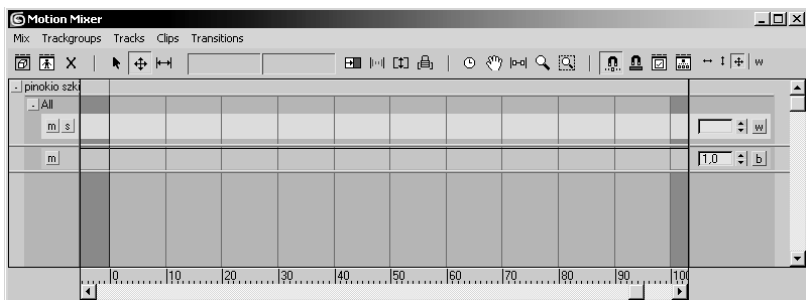 Motion Mixer
Mix Trackgroups Tracks Clips Transitions
w
pinokio szki
All
m s
w
m
1,0 b
0 10 20 30 40 50 60 70 80 90 100